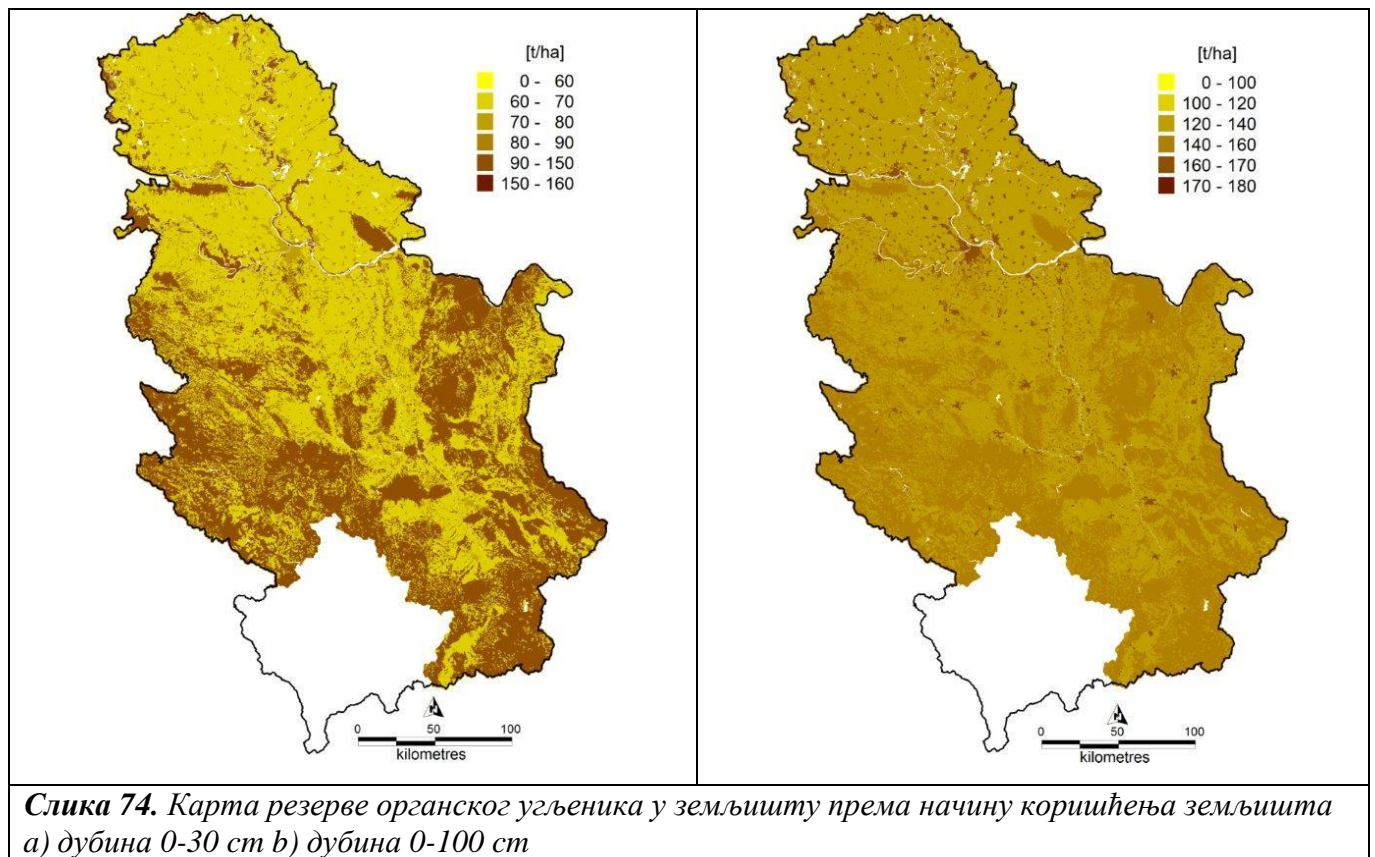 [t/ha]
0 - 60
60 - 70
70 - 80
80 - 90
90 - 150
150 - 160
0 50 100
kilometres
[t/ha]
0 - 100
100 - 120
120 - 140
140 - 160
160 - 170
170 - 180
0 50 100
kilometres
Слика 74. Карта резерве органског угљеника у земљишту према начину коришћења земљишта
a) дубина 0-30 cm b) дубина 0-100 cm